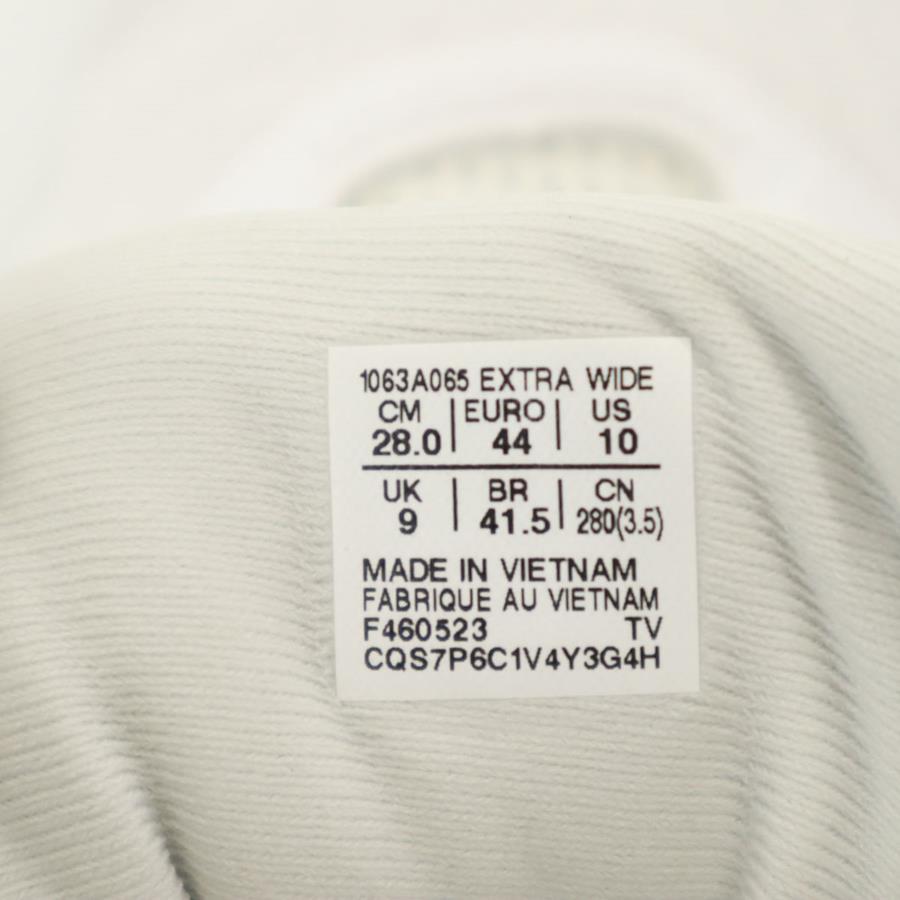 1063A065 EXTRA WIDE
CM | EURO | US
28.0 | 44 | 10
UK | BR | CN
9 | 41.5 | 280(3.5)
MADE IN VIETNAM
FABRIQUE AU VIETNAM
F460523 TV
CQS7P6C1V4Y3G4H